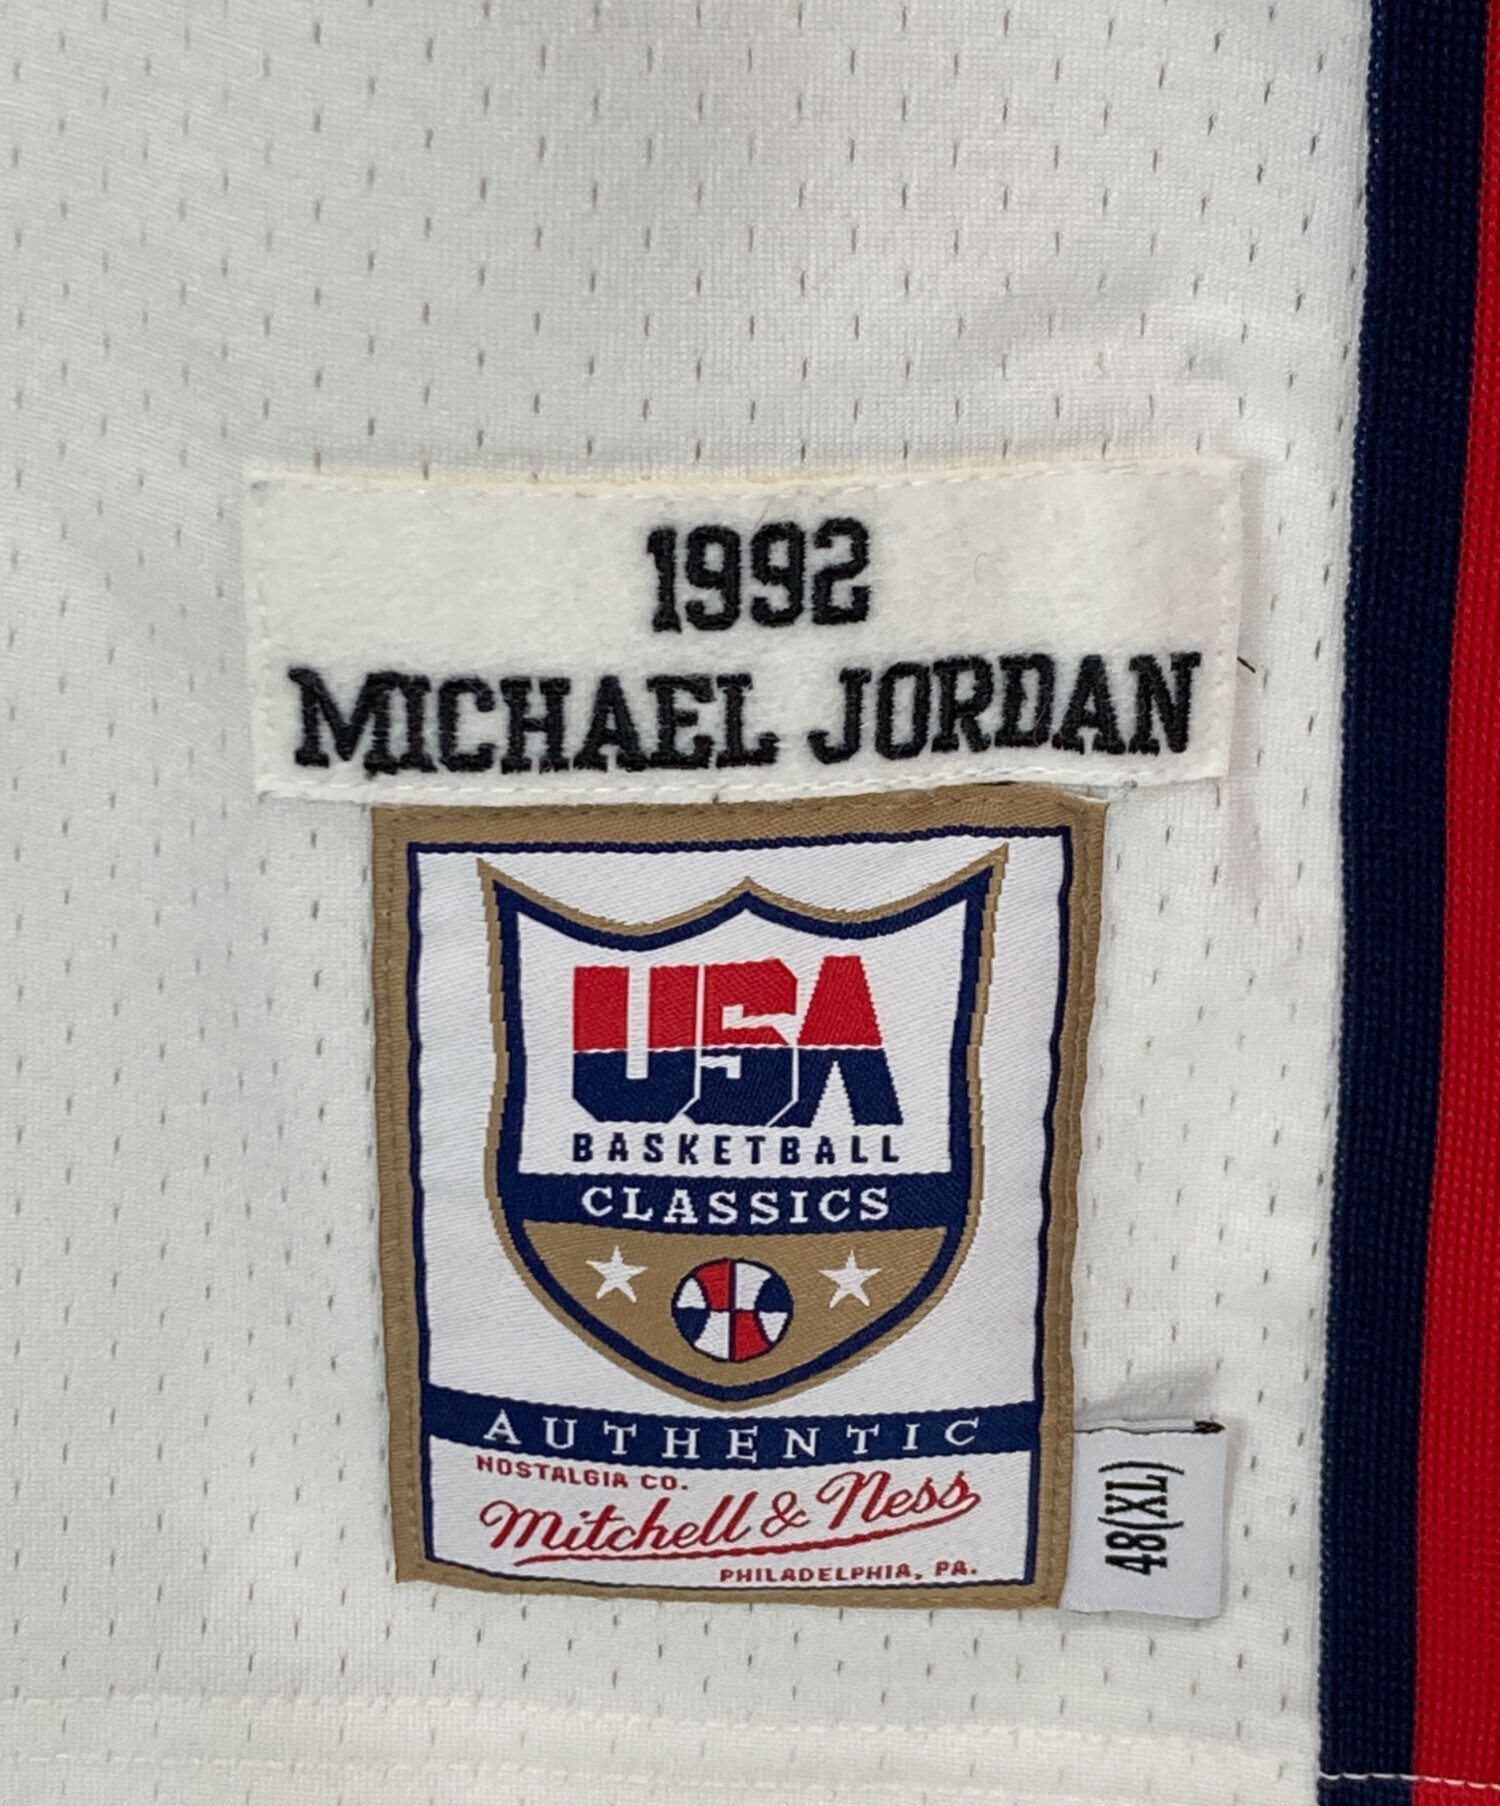 1992
MICHAEL JORDAN
USA
BASKETBALL
CLASSICS
AUTHENTIC
NOSTALGIA CO.
Mitchell & Ness
PHILADELPHIA, PA.
48(XL)